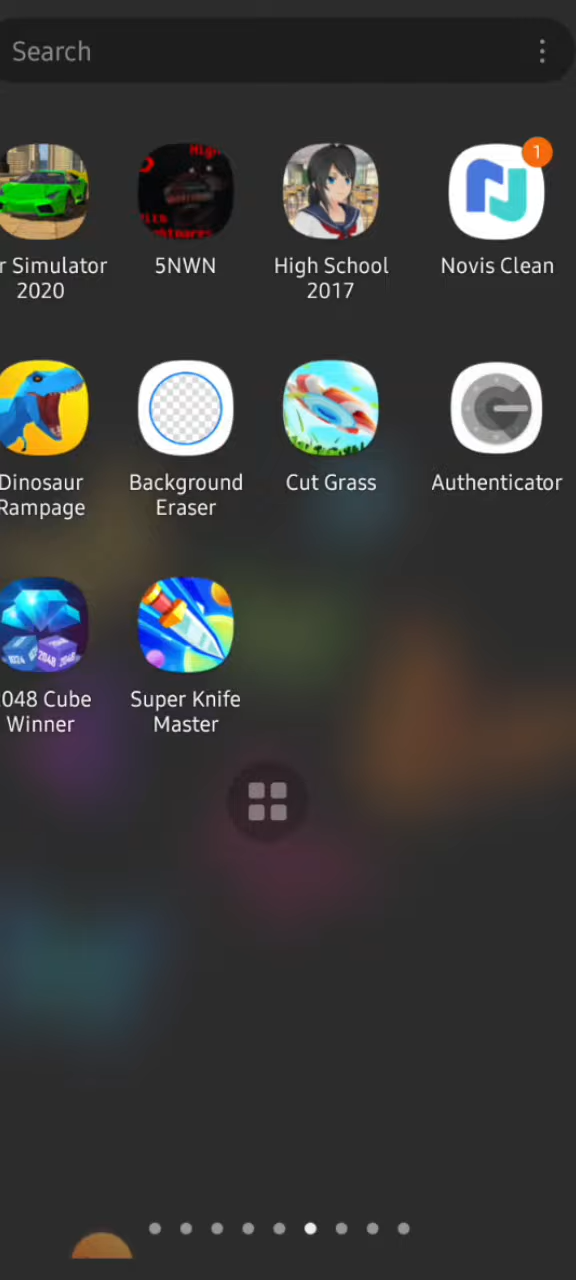 Search
1
r Simulator
2020
5NWN
High School
2017
Novis Clean
Dinosaur
Rampage
Background
Eraser
Cut Grass
Authenticator
048 Cube
Winner
Super Knife
Master